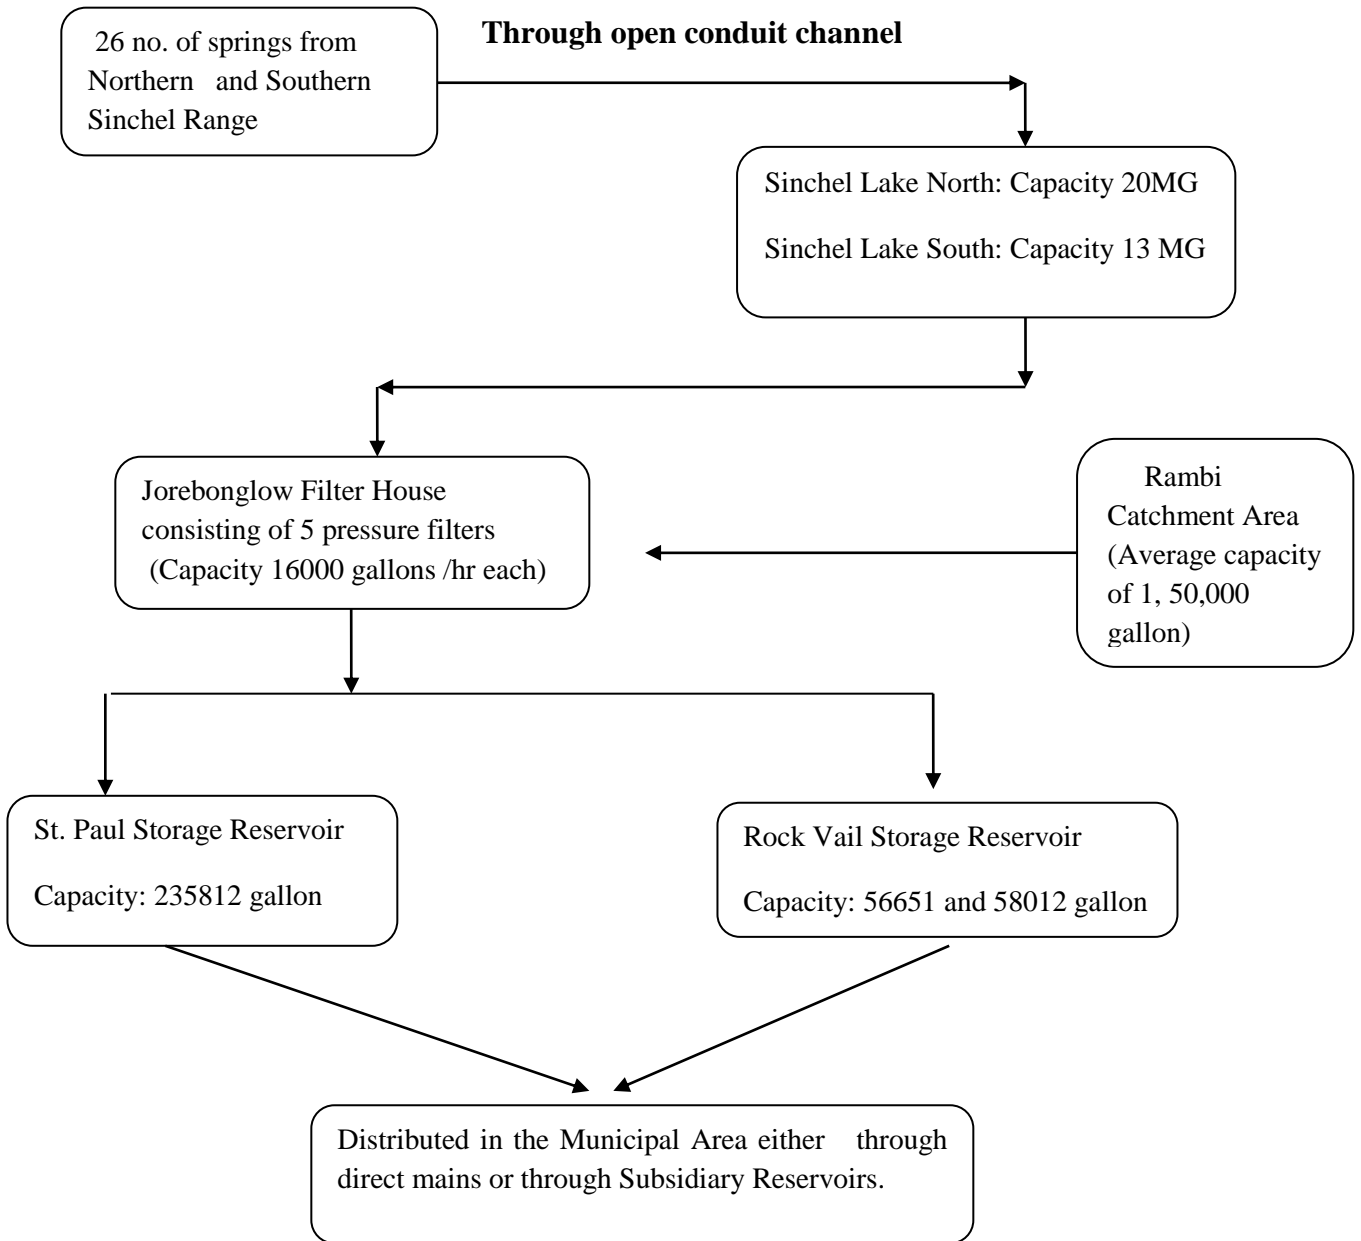 26 no. of springs from
Northern and Southern
Sinchel Range
Through open conduit channel
Sinchel Lake North: Capacity 20MG
Sinchel Lake South: Capacity 13 MG
Jorebonglow Filter House
consisting of 5 pressure filters
(Capacity 16000 gallons /hr each)
Rambi
Catchment Area
(Average capacity
of 1, 50,000
gallon)
St. Paul Storage Reservoir
Capacity: 235812 gallon
Rock Vail Storage Reservoir
Capacity: 56651 and 58012 gallon
Distributed in the Municipal Area either through
direct mains or through Subsidiary Reservoirs.